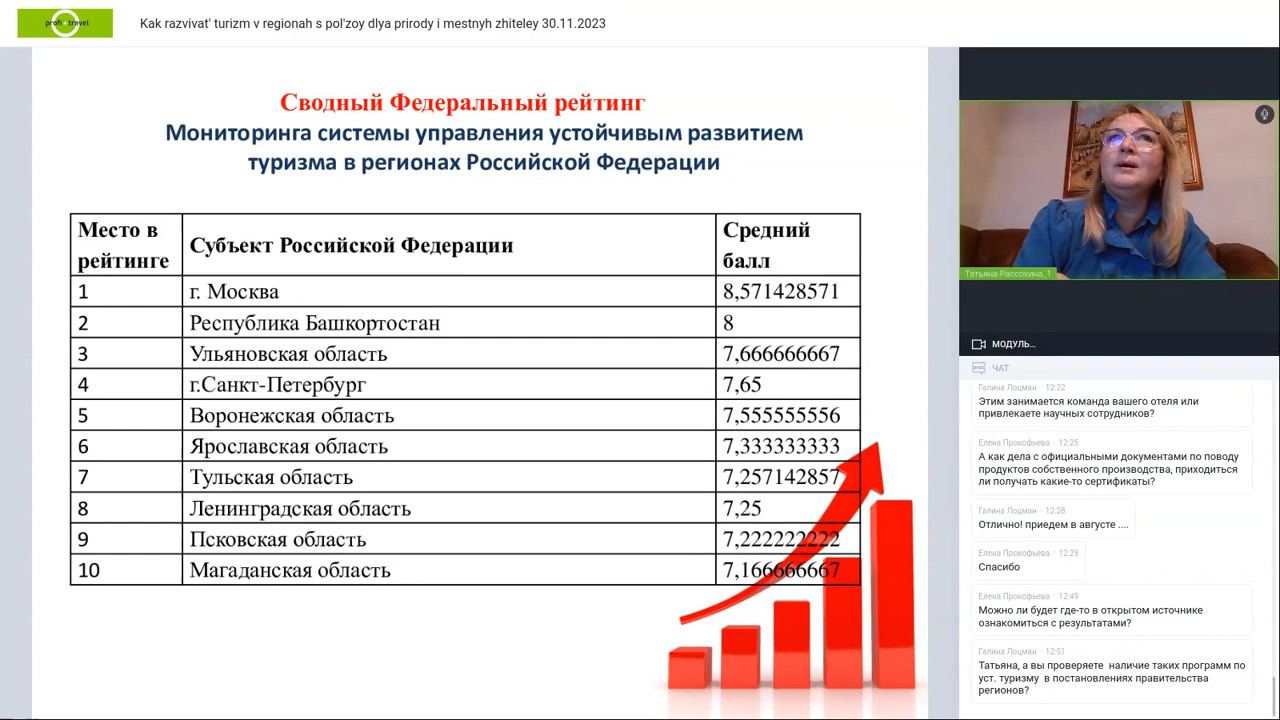 profi travel
Kak razvivat' turizm v regionah s pol'zoy dlya prirody i mestnyh zhiteley 30.11.2023
Сводный Федеральный рейтинг
Мониторинга системы управления устойчивым развитием
туризма в регионах Российской Федерации
Место в рейтинге Субъект Российской Федерации Средний балл
1 г. Москва 8,571428571
2 Республика Башкортостан 8
3 Ульяновская область 7,666666667
4 г.Санкт-Петербург 7,65
5 Воронежская область 7,555555556
6 Ярославская область 7,333333333
7 Тульская область 7,257142857
8 Ленинградская область 7,25
9 Псковская область 7,222222222
10 Магаданская область 7,166666667
Татьяна Рассохина_1
МОДУЛЬ...
ЧАТ
Галина Лоцман · 12:22
Этим занимается команда вашего отеля или
привлекаете научных сотрудников?
Елена Прокофьева · 12:25
А как дела с официальными документами по поводу
продуктов собственного производства, приходиться
ли получать какие-то сертификаты?
Галина Лоцман · 12:28
Отлично! приедем в августе ....
Елена Прокофьева · 12:29
Спасибо
Елена Прокофьева · 12:49
Можно ли будет где-то в открытом источнике
ознакомиться с результатами?
Галина Лоцман · 12:51
Татьяна, а вы проверяете наличие таких программ по
уст. туризму в постановлениях правительства
регионов?